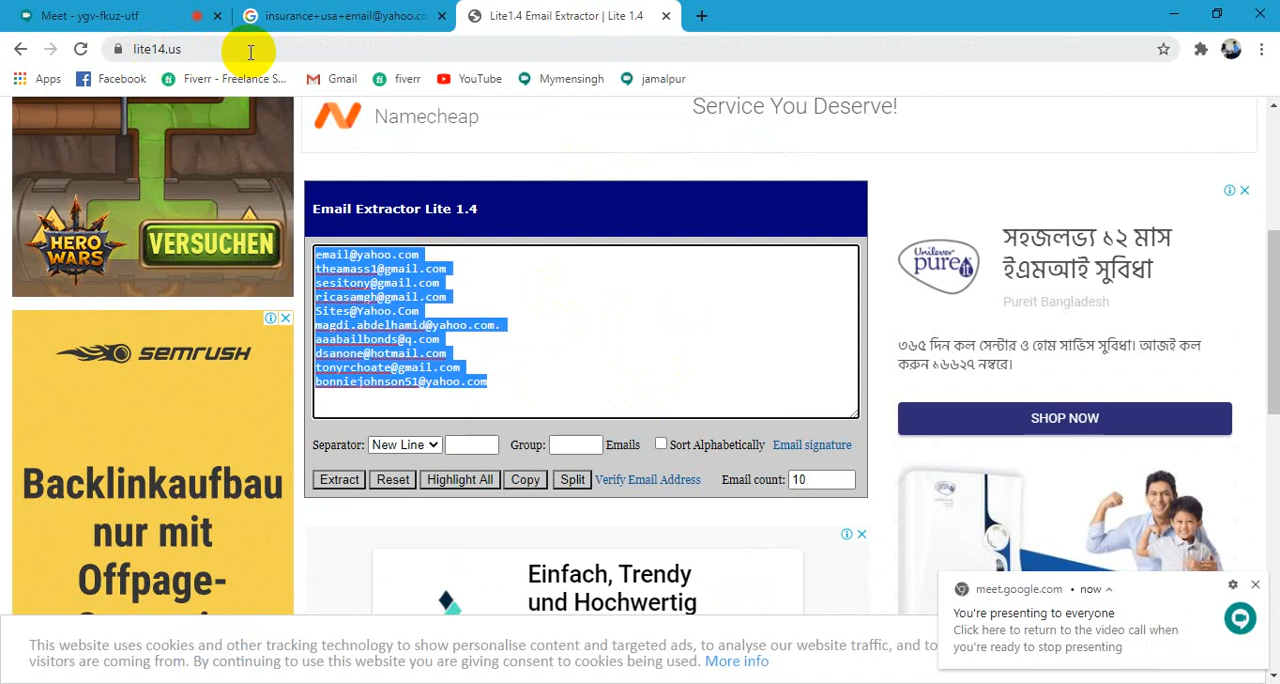 Meet - ygv-fkuz-utf
insurance+usa+email@yahoo.co
Lite1.4 Email Extractor | Lite 1.4
lite14.us
Apps
Facebook
Fiverr - Freelance S...
Gmail
fiverr
YouTube
Mymensingh
jamalpur
Namecheap
Service You Deserve!
HERO
WARS
VERSUCHEN
Email Extractor Lite 1.4
email@yahoo.com
theamass1@gmail.com
sesitony@gmail.com
ricasamgh@gmail.com
Sites@Yahoo.Com
magdi.abdelhamid@yahoo.com.
aaabailbonds@q.com
dsanone@hotmail.com
tonyrchoate@gmail.com
bonniejohnson51@yahoo.com
Separator: New Line Group: Emails Sort Alphabetically Email signature
Extract Reset Highlight All Copy Split Verify Email Address Email count: 10
Unilever
pureit
সহজলভ্য ১২ মাস
ইএমআই সুবিধা
Pureit Bangladesh
৩৬৫ দিন কল সেন্টার ও হোম সার্ভিস সুবিধা। আজই কল
করুন ১৬৬২৭ নম্বরে।
SHOP NOW
SEMRUSH
Backlinkaufbau
nur mit
Offpage-
Einfach, Trendy
und Hochwertig
meet.google.com • now
You're presenting to everyone
Click here to return to the video call when
you're ready to stop presenting
This website uses cookies and other tracking technology to show personalise content and targeted ads, to analyse our website traffic, and to
visitors are coming from. By continuing to use this website you are giving consent to cookies being used. More info